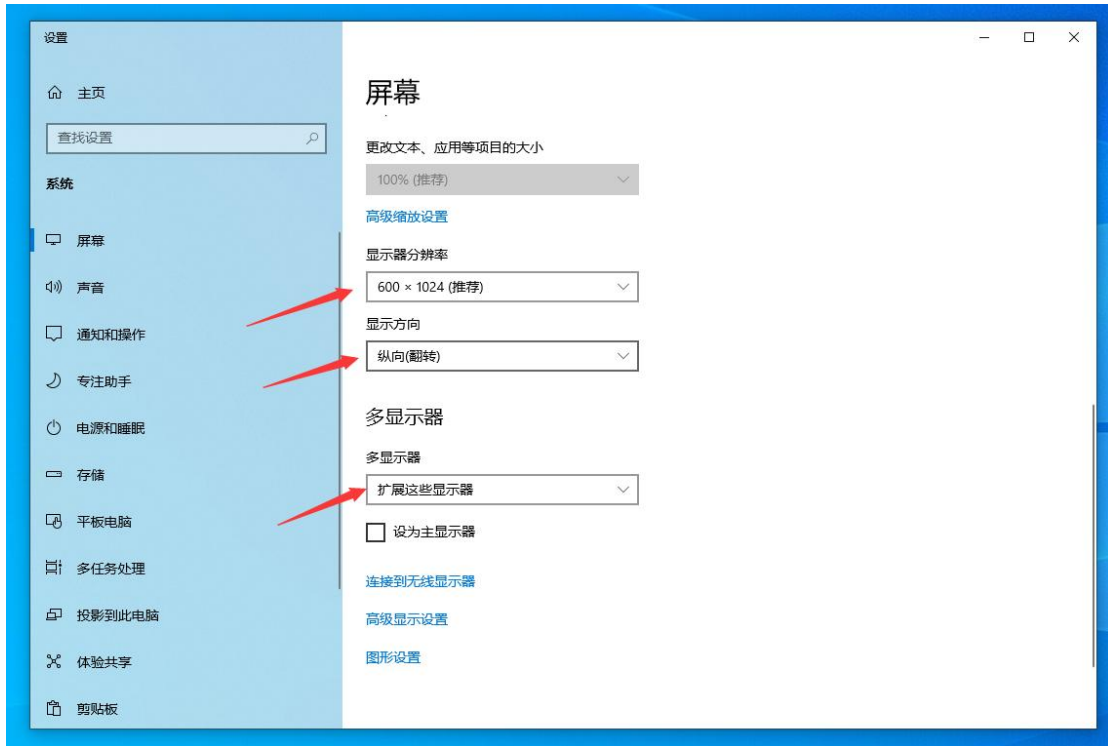 设置
主页
查找设置
系统
屏幕
声音
通知和操作
专注助手
电源和睡眠
存储
平板电脑
多任务处理
投影到此电脑
体验共享
剪贴板
屏幕
更改文本、应用等项目的大小
100% (推荐)
高级缩放设置
显示器分辨率
600 × 1024 (推荐)
显示方向
纵向(翻转)
多显示器
多显示器
扩展这些显示器
设为主显示器
连接到无线显示器
高级显示设置
图形设置